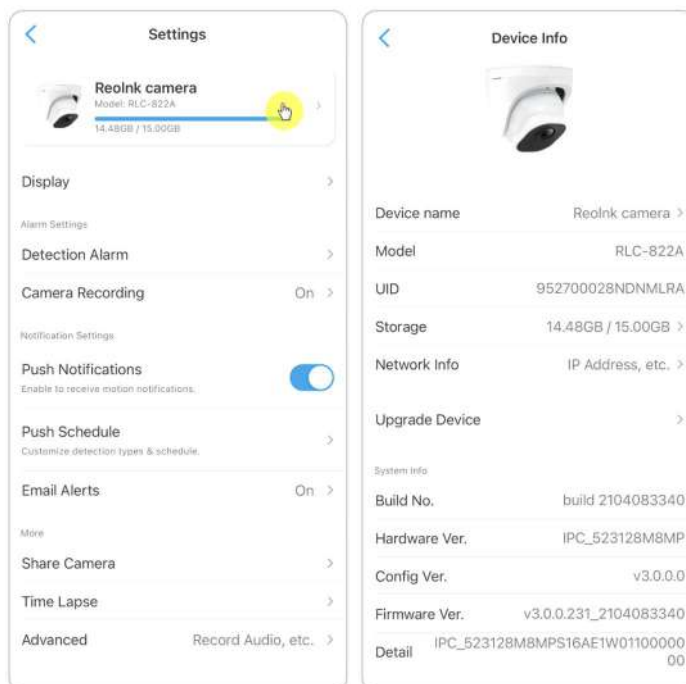 Settings
Reolnk camera
Model: RLC-822A
14.48GB / 15.00GB
Display
Alarm Settings
Detection Alarm
Camera Recording On
Notification Settings
Push Notifications
Enable to receive motion notifications.
Push Schedule
Customize detection types & schedule.
Email Alerts On
More
Share Camera
Time Lapse
Advanced Record Audio, etc.
Device Info
Device name Reolnk camera
Model RLC-822A
UID 952700028NDNMLRA
Storage 14.48GB / 15.00GB
Network Info IP Address, etc.
Upgrade Device
System Info
Build No. build 2104083340
Hardware Ver. IPC_523128M8MP
Config Ver. v3.0.0.0
Firmware Ver. v3.0.0.231_2104083340
Detail IPC_523128M8MPS16AE1W01100000
00